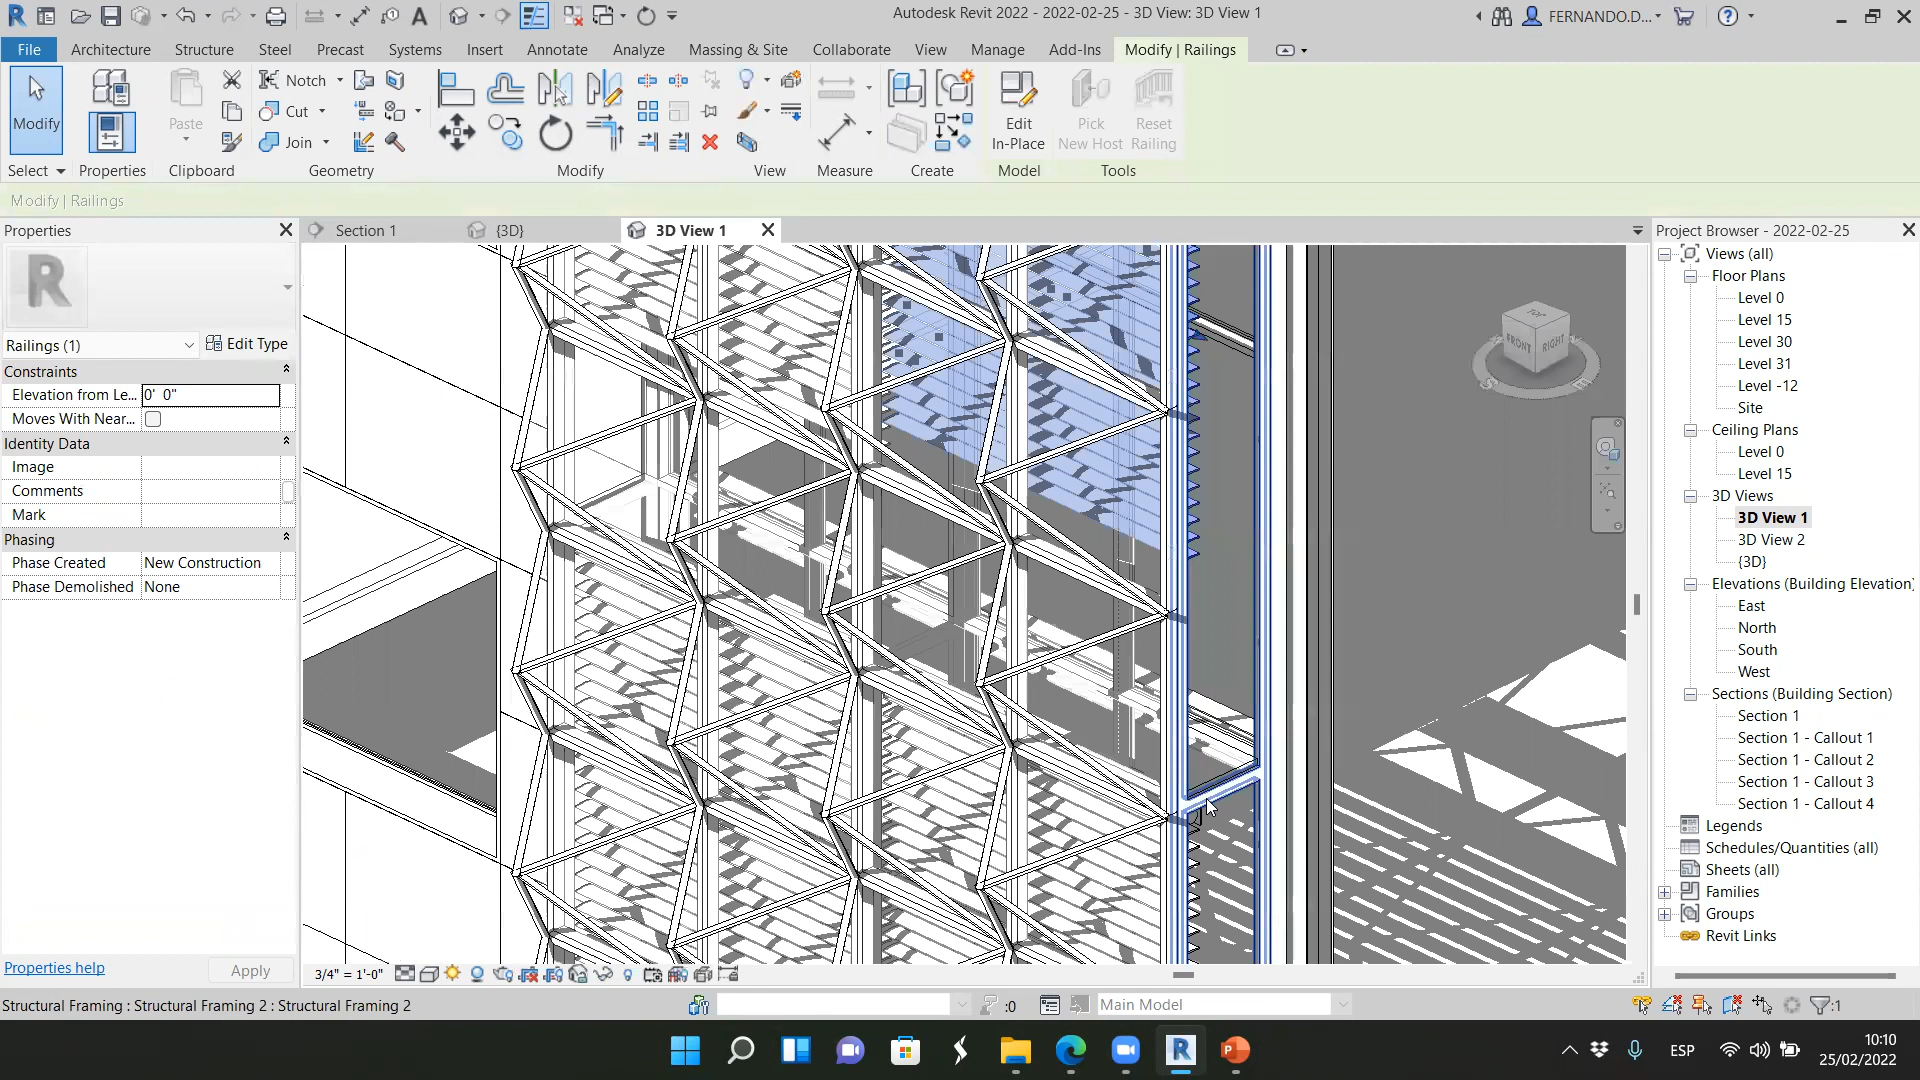 Autodesk Revit 2022 - 2022-02-25 - 3D View: 3D View 1
FERNANDO.D...
File Architecture Structure Steel Precast Systems Insert Annotate Analyze Massing & Site Collaborate View Manage Add-Ins Modify | Railings
Modify
Paste
Notch
Cut
Join
Edit
In-Place
Pick
New Host
Reset
Railing
Select Properties Clipboard Geometry Modify View Measure Create Model Tools
Modify | Railings
Properties
Section 1
{3D}
3D View 1
Project Browser - 2022-02-25
R
Railings (1)
Edit Type
Constraints
Elevation from Le... 0' 0"
Moves With Near...
Identity Data
Image
Comments
Mark
Phasing
Phase Created New Construction
Phase Demolished None
Properties help
Apply
TOP
FRONT
RIGHT
S
E
Views (all)
Floor Plans
Level 0
Level 15
Level 30
Level 31
Level -12
Site
Ceiling Plans
Level 0
Level 15
3D Views
3D View 1
3D View 2
{3D}
Elevations (Building Elevation)
East
North
South
West
Sections (Building Section)
Section 1
Section 1 - Callout 1
Section 1 - Callout 2
Section 1 - Callout 3
Section 1 - Callout 4
Legends
Schedules/Quantities (all)
Sheets (all)
Families
Groups
Revit Links
3/4" = 1'-0"
Structural Framing : Structural Framing 2 : Structural Framing 2
:0
Main Model
:1
ESP
10:10
25/02/2022